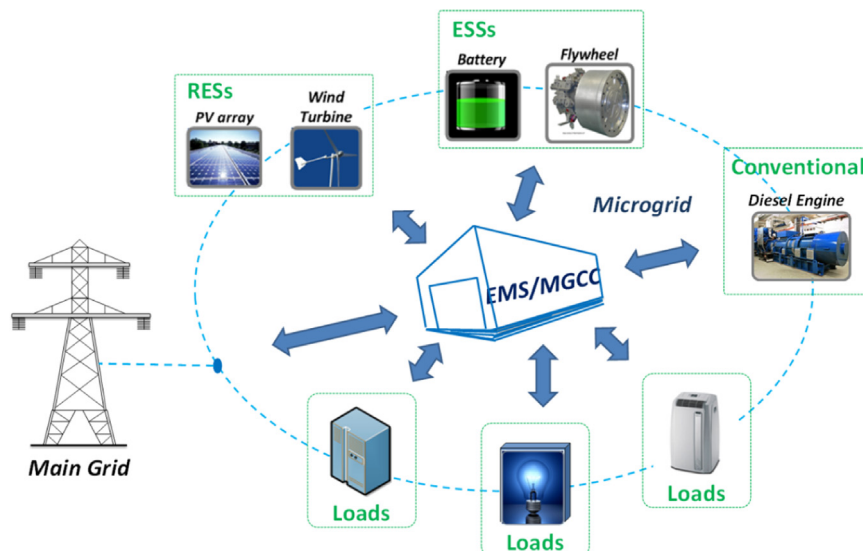 ESSs
Battery
Flywheel
RESs
PV array
Wind
Turbine
Conventional
Diesel Engine
Microgrid
EMS/MGCC
Main Grid
Loads
Loads
Loads